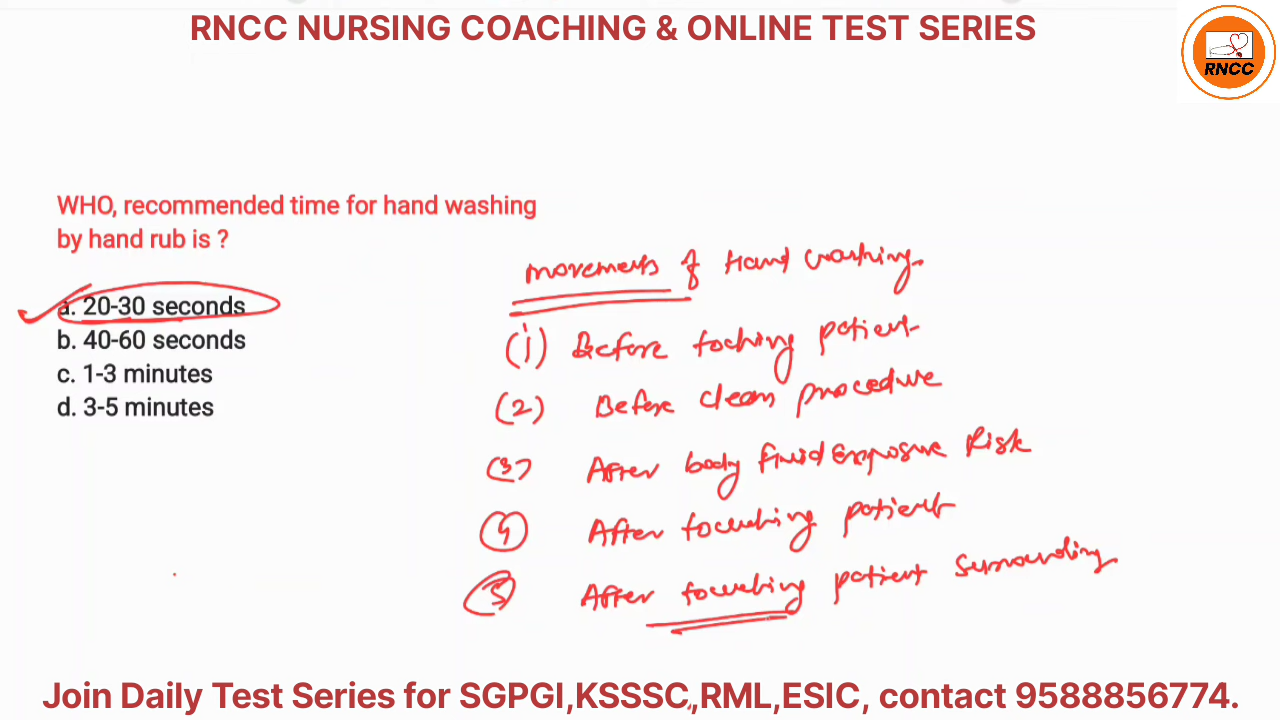 RNCC NURSING COACHING & ONLINE TEST SERIES
RNCC
WHO, recommended time for hand washing
by hand rub is ?
a. 20-30 seconds
b. 40-60 seconds
c. 1-3 minutes
d. 3-5 minutes
movements of Hand washing.
(1) Before toching patient
(2) Before clean procedure
(3) After body fluid exposure Risk
4 After touching patient
5 After touching patient surrounding
Join Daily Test Series for SGPGI,KSSSC,,RML,ESIC, contact 9588856774.